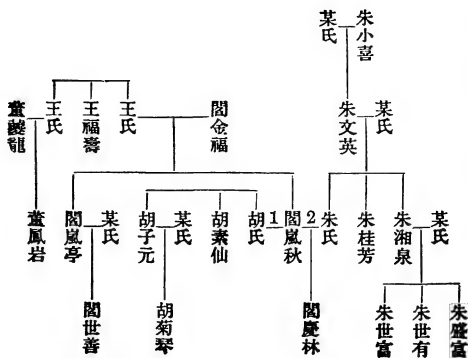 某氏 朱小喜
董夔龍 王氏 王福壽 王氏 閻金福 朱文英 某氏
董鳳岩 閻嵐亭 某氏 胡子元 某氏 胡素仙 胡氏 1 閻嵐秋 2 朱氏 朱桂芳 朱湘泉 某氏
閻世善 胡菊琴 閻慶林 朱世富 朱世有 朱盛富